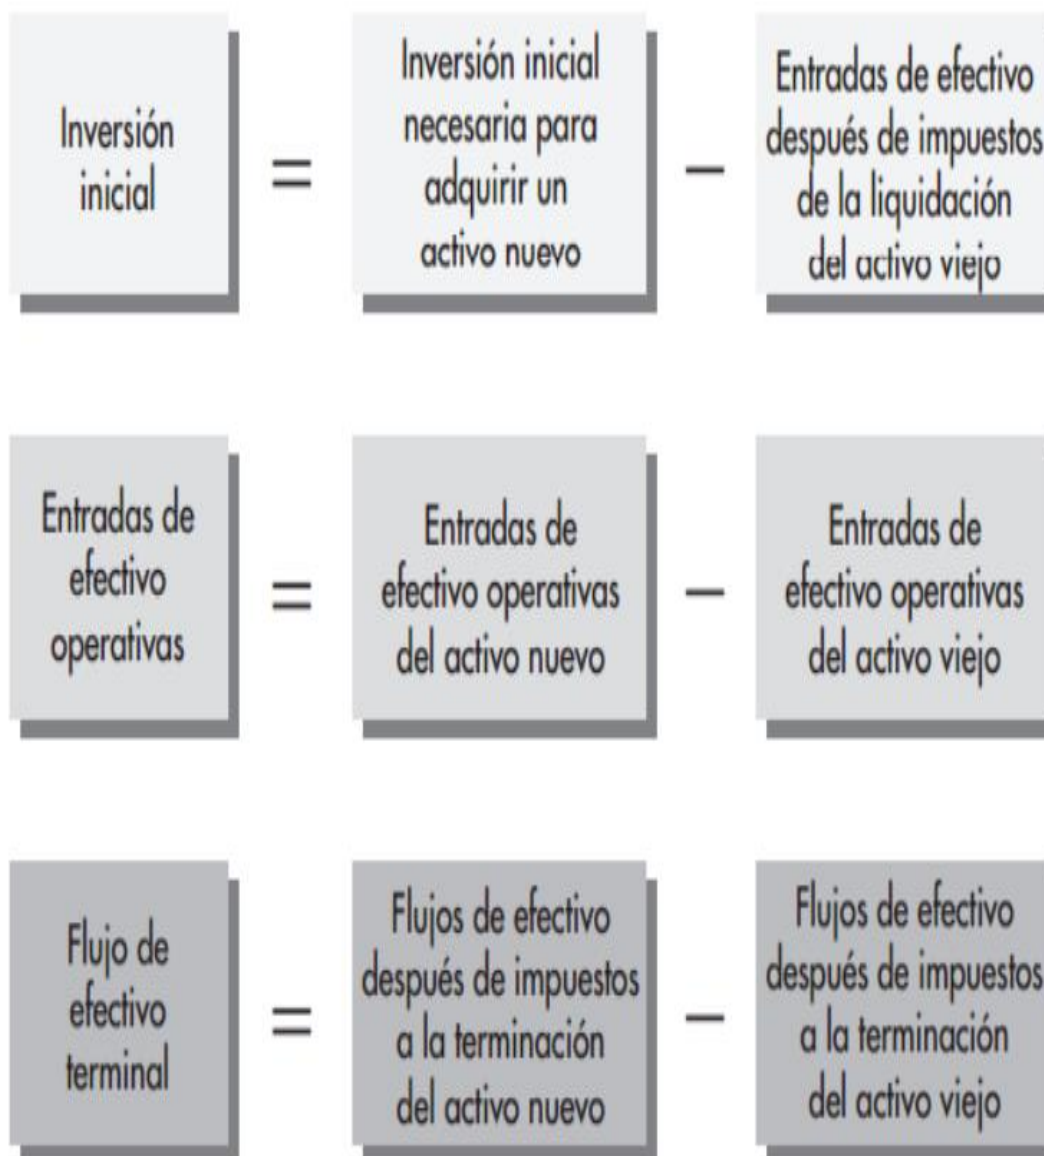 Inversión
inicial
=
Inversión inicial
necesaria para
adquirir un
activo nuevo
–
Entradas de efectivo
después de impuestos
de la liquidación
del activo viejo
Entradas de
efectivo
operativas
=
Entradas de
efectivo operativas
del activo nuevo
–
Entradas de
efectivo operativas
del activo viejo
Flujo de
efectivo
terminal
=
Flujos de efectivo
después de impuestos
a la terminación
del activo nuevo
–
Flujos de efectivo
después de impuestos
a la terminación
del activo viejo